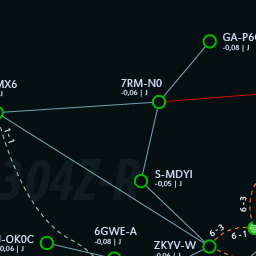 GA-P6
-0,08 | J
7RM-N0
-0,06 | J
MX6
J
1-1
304Z-R
S-MDYI
-0,05 | J
6-3
6-3
6-1
6GWE-A
-0,08 | J
I-OK0C
0,06 | J
ZKYV-W
-0,06 | J